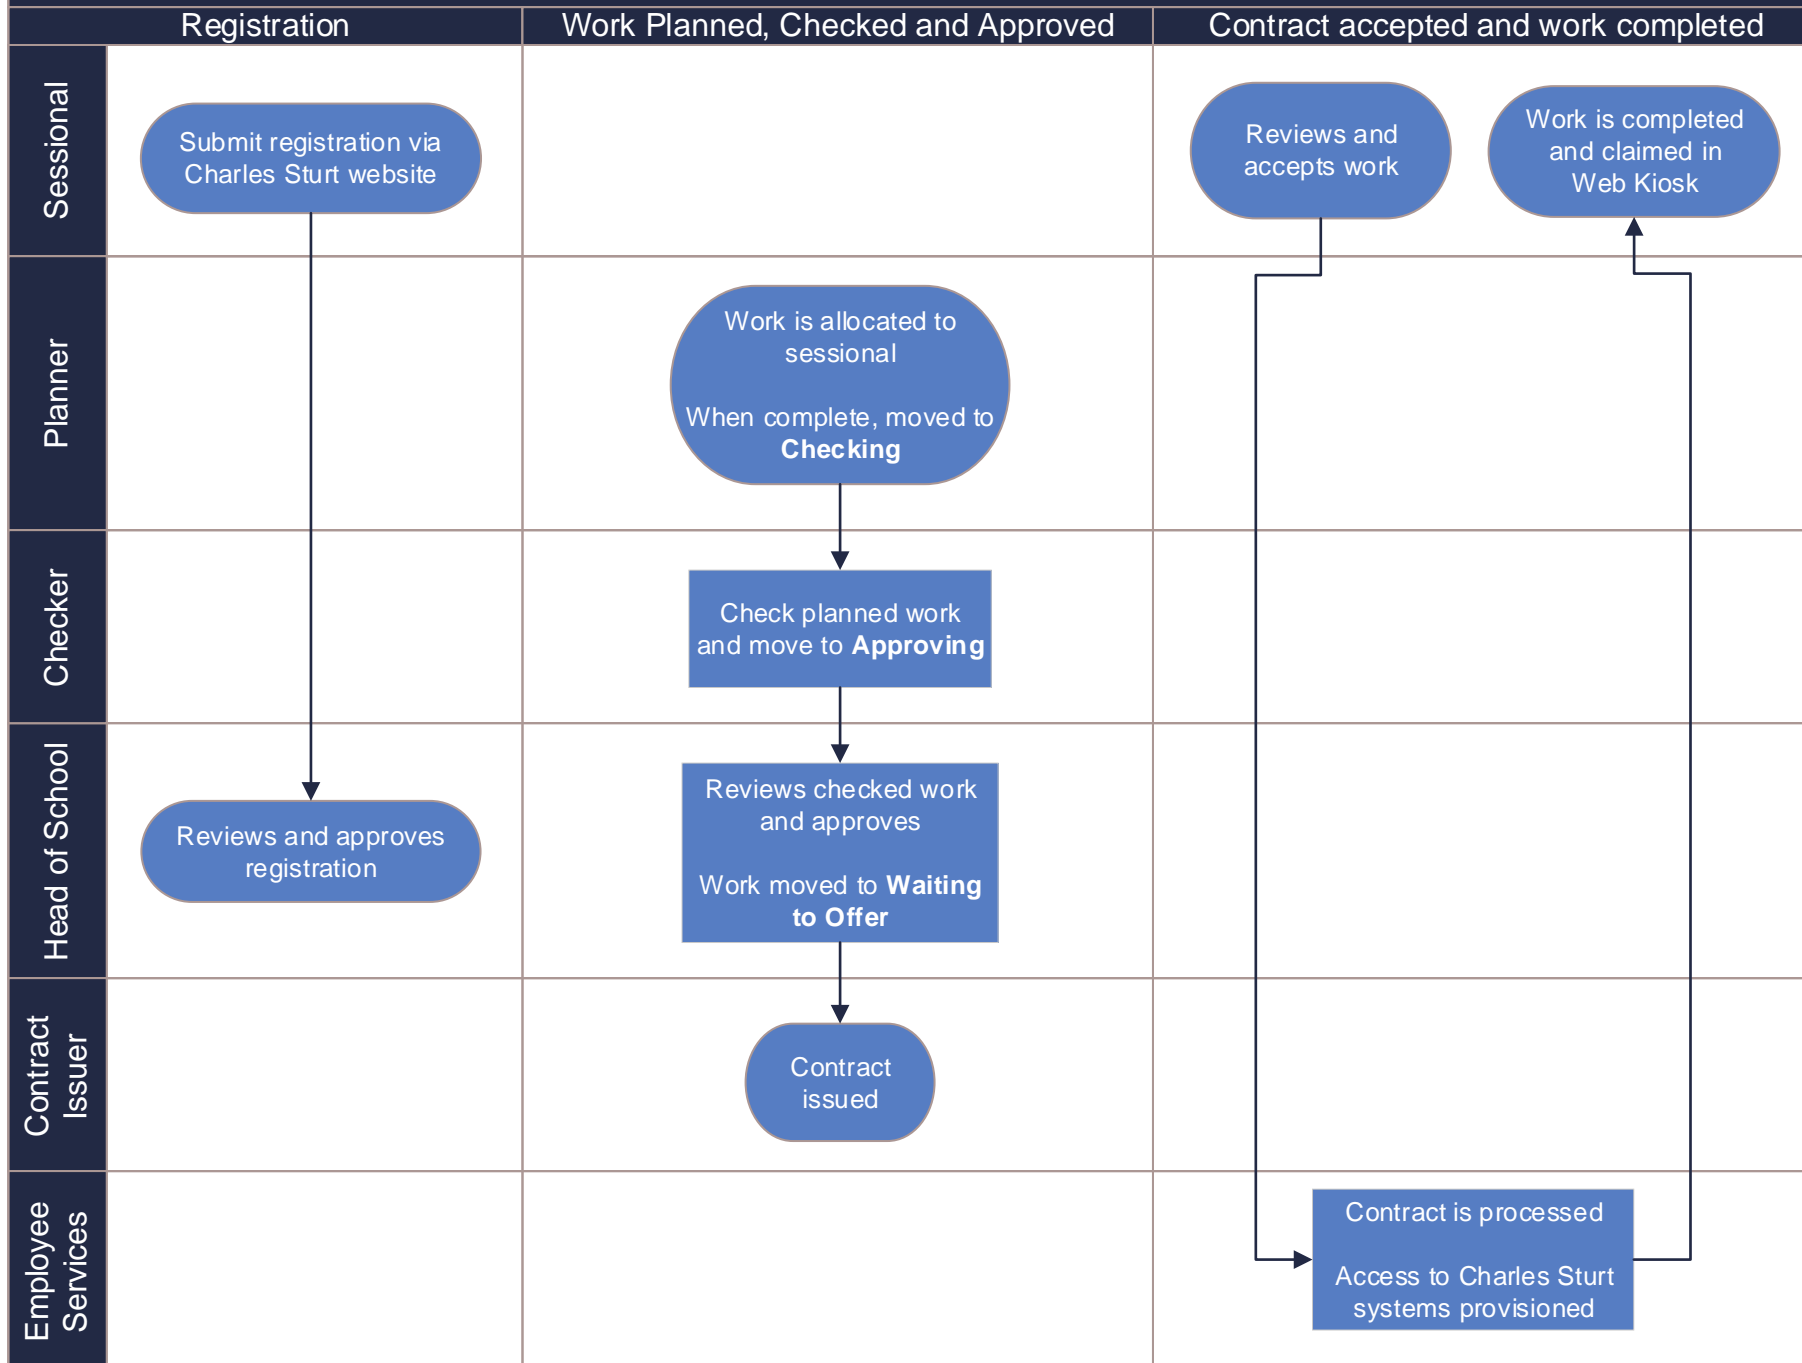 Registration
Work Planned, Checked and Approved
Contract accepted and work completed
Sessional
Submit registration via
Charles Sturt website
Reviews and
accepts work
Work is completed
and claimed in
Web Kiosk
Planner
Work is allocated to
sessional
When complete, moved to
Checking
Checker
Check planned work
and move to Approving
Head of School
Reviews and approves
registration
Reviews checked work
and approves
Work moved to Waiting
to Offer
Contract
Issuer
Contract
issued
Employee
Services
Contract is processed
Access to Charles Sturt
systems provisioned